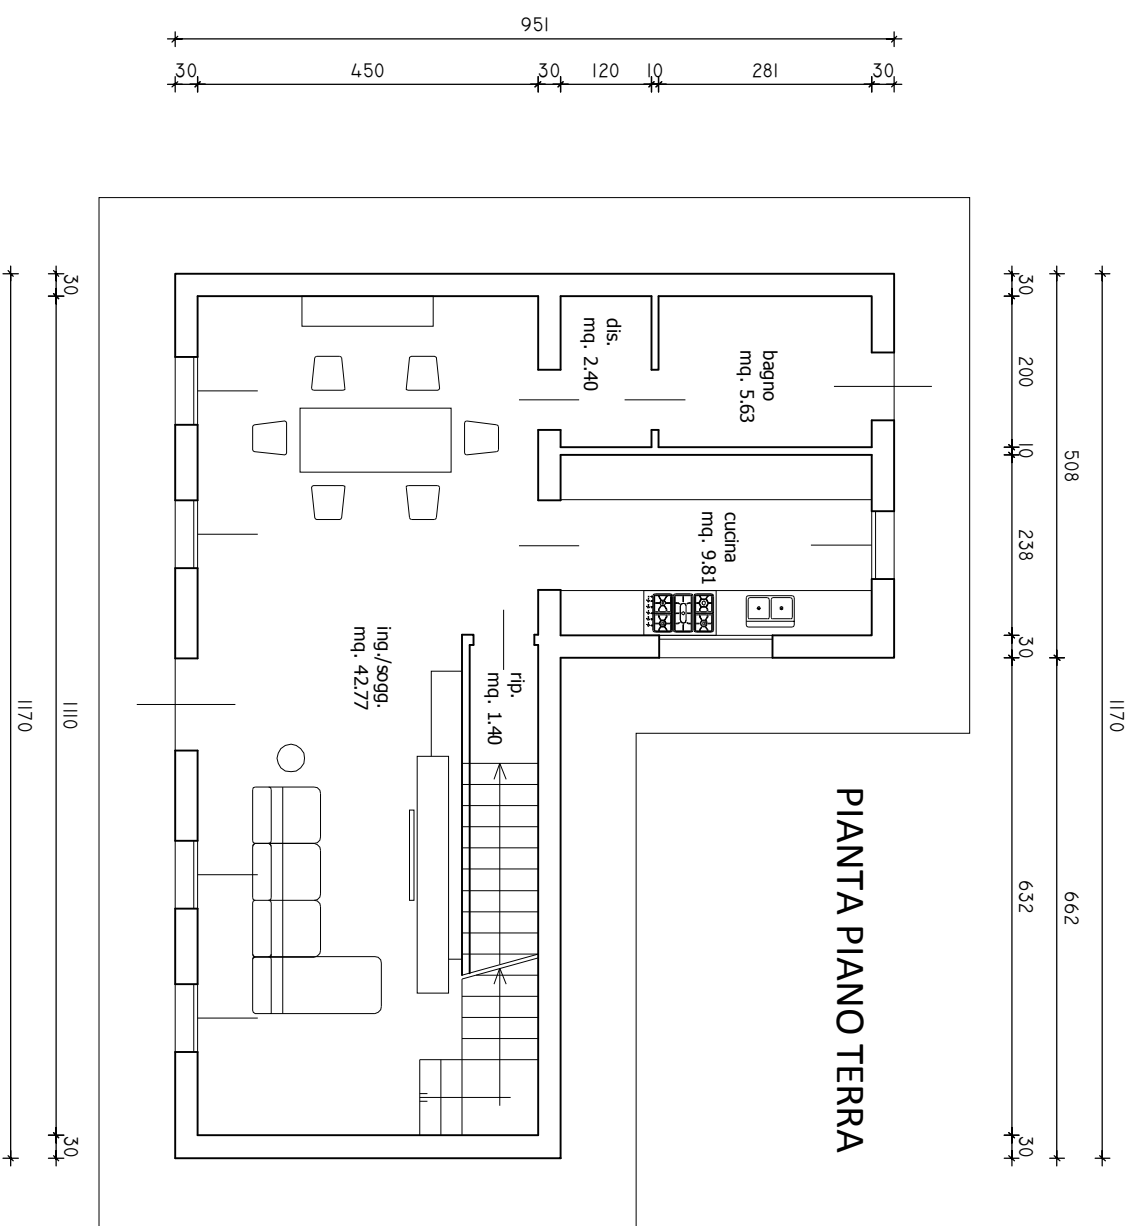 951
30 450 30 120 10 281 30
PIANTA PIANO TERRA
bagno
mq. 5.63
dis.
mq. 2.40
cucina
mq. 9.81
rip.
mq. 1.40
ing./sogg.
mq. 42.77
1170
508 662
30 200 10 238 30 632 30
30 1110 30
1170